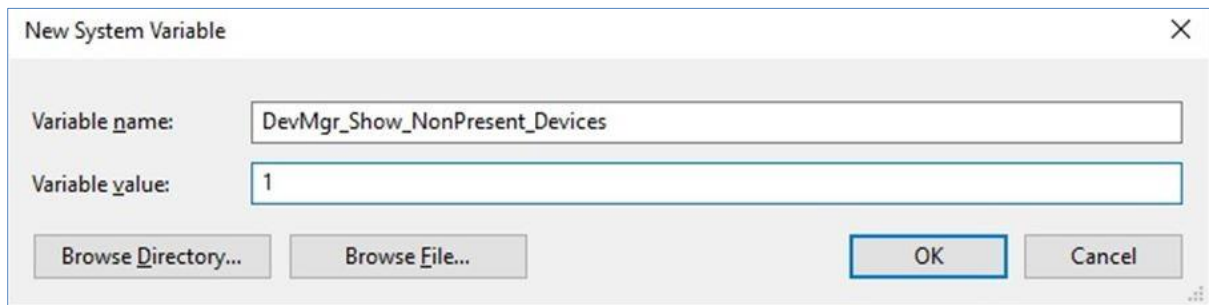 New System Variable
Variable name: DevMgr_Show_NonPresent_Devices
Variable value: 1
Browse Directory... Browse File... OK Cancel